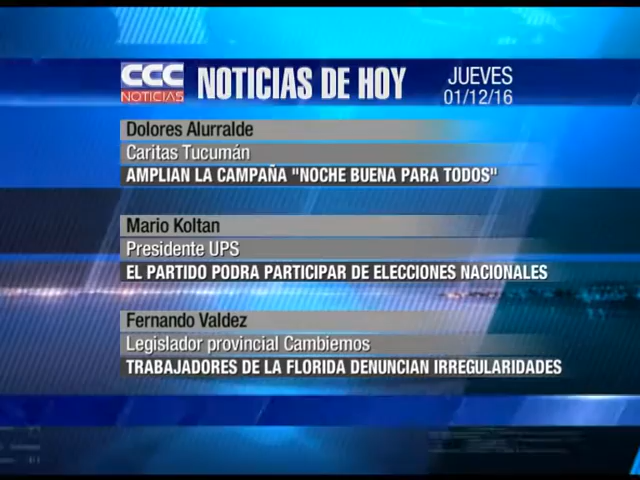 CCC
NOTICIAS
NOTICIAS DE HOY
JUEVES
01/12/16
Dolores Alurralde
Caritas Tucumán
AMPLIAN LA CAMPAÑA "NOCHE BUENA PARA TODOS"
Mario Koltan
Presidente UPS
EL PARTIDO PODRA PARTICIPAR DE ELECCIONES NACIONALES
Fernando Valdez
Legislador provincial Cambiemos
TRABAJADORES DE LA FLORIDA DENUNCIAN IRREGULARIDADES